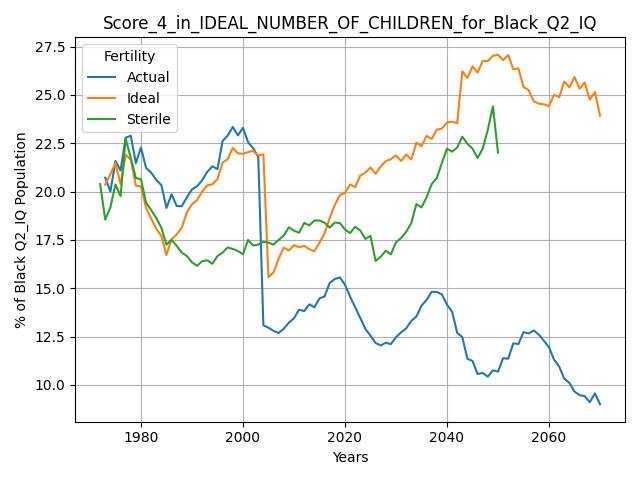 Score_4_in_IDEAL_NUMBER_OF_CHILDREN_for_Black_Q2_IQ
Fertility
Actual
Ideal
Sterile
% of Black Q2_IQ Population
27.5
25.0
22.5
20.0
17.5
15.0
12.5
10.0
1980
2000
2020
2040
2060
Years